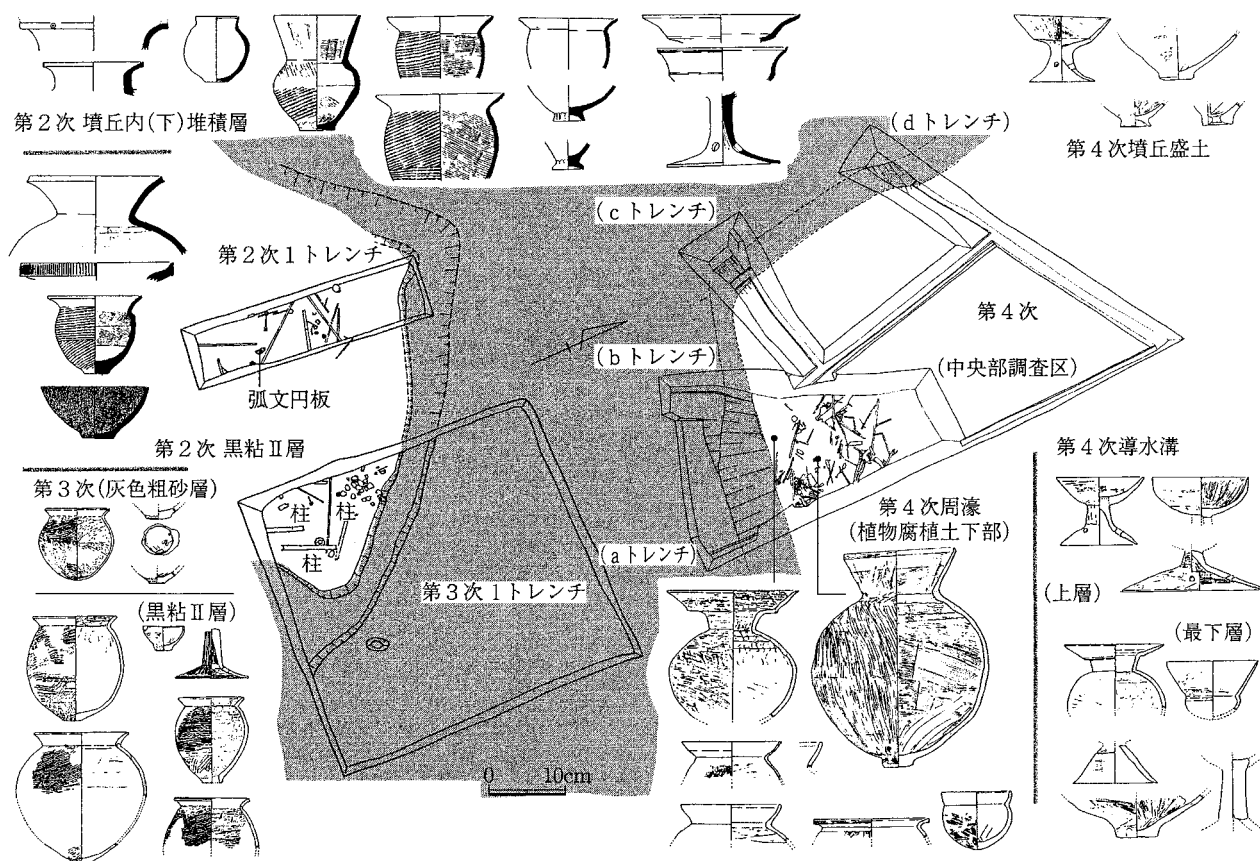 第2次 墳丘内(下)堆積層
(dトレンチ)
第4次墳丘盛土
(cトレンチ)
第2次1トレンチ
第4次
(bトレンチ)
(中央部調査区)
弧文円板
第2次 黒粘Ⅱ層
第4次導水溝
第3次(灰色粗砂層)
柱
柱
第4次周濠
(植物腐植土下部)
柱
(aトレンチ)
第3次1トレンチ
(上層)
(黒粘Ⅱ層)
(最下層)
0 10cm